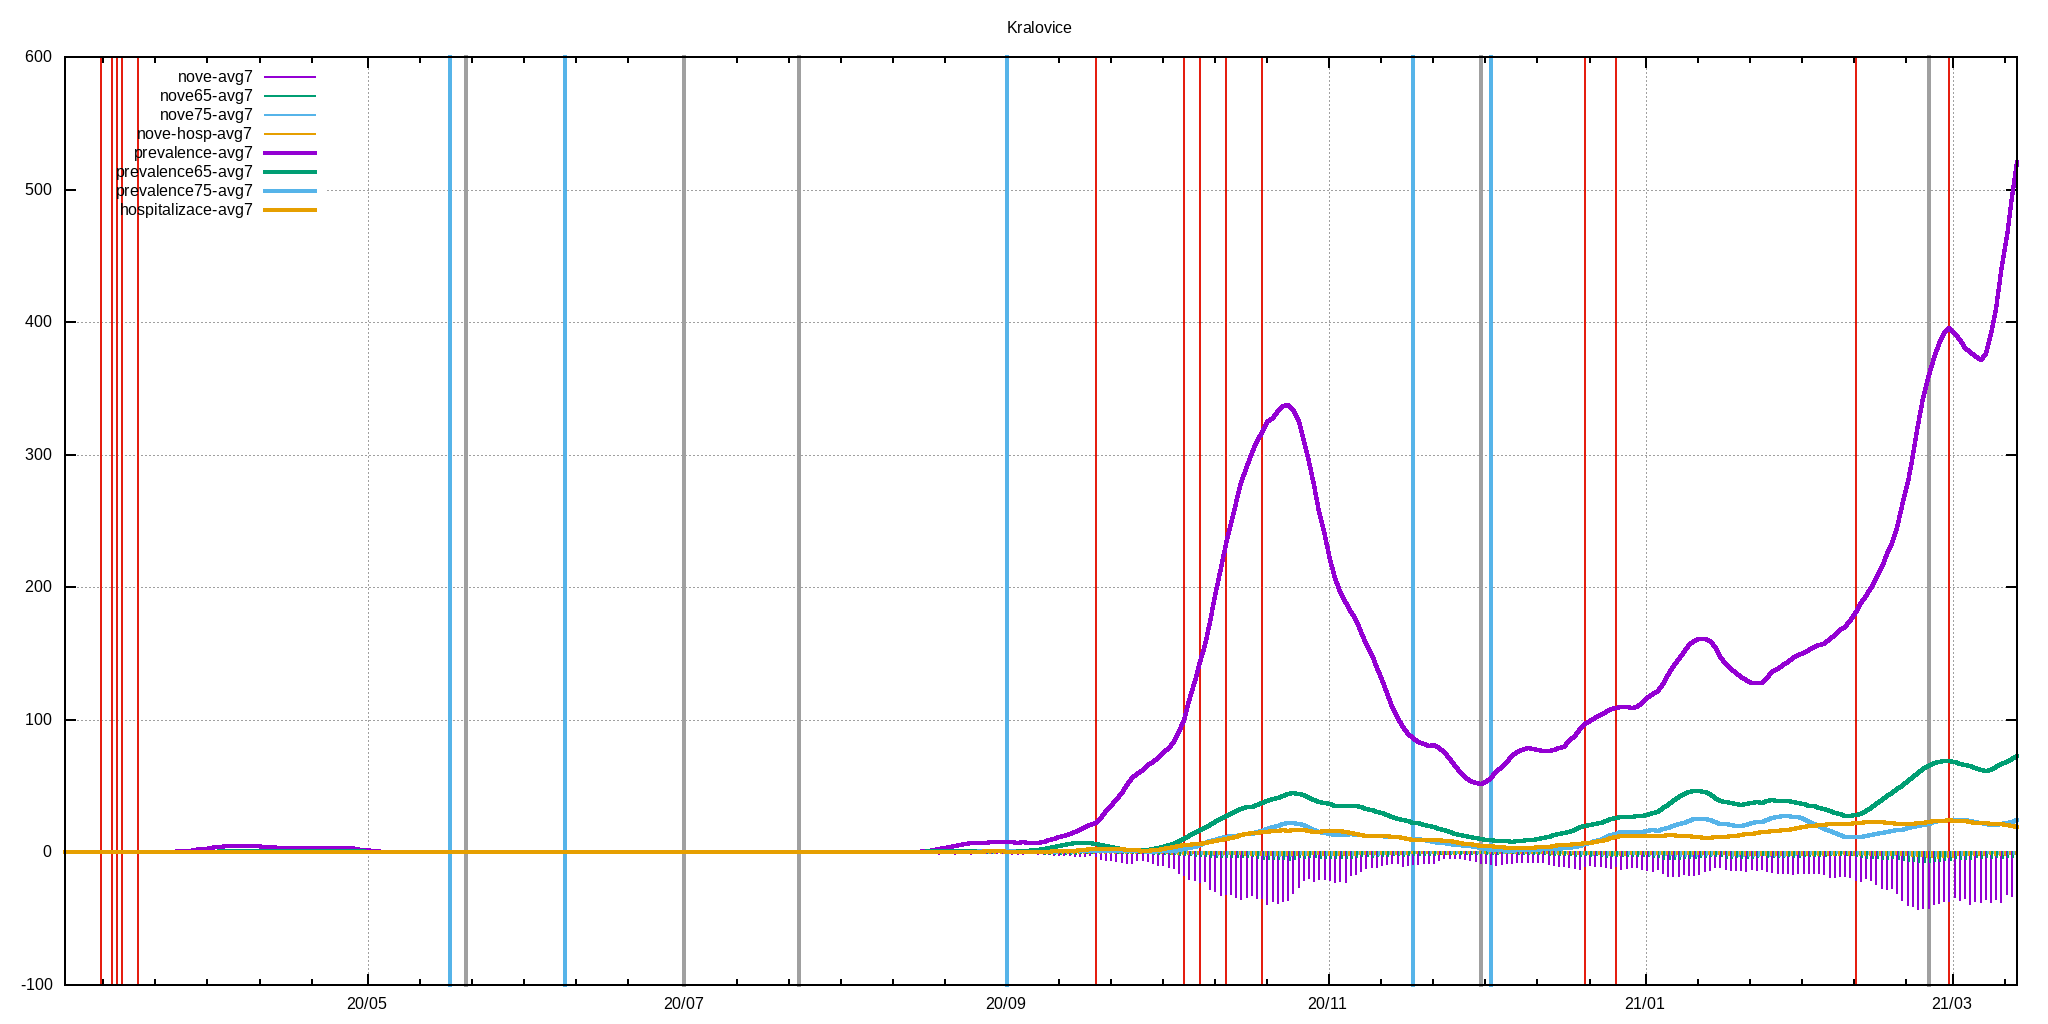 Kralovice
600
500
400
300
200
100
0
-100
nove-avg7
nove65-avg7
nove75-avg7
nove-hosp-avg7
prevalence-avg7
prevalence65-avg7
prevalence75-avg7
hospitalizace-avg7
20/05
20/07
20/09
20/11
21/01
21/03